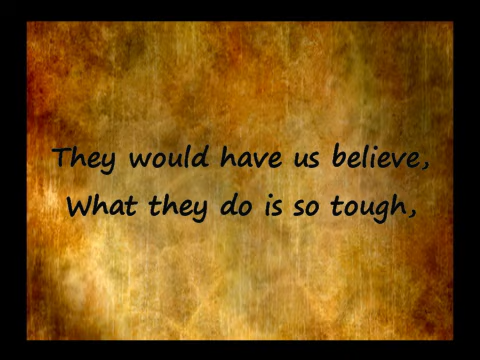 They would have us believe,
What they do is so tough,